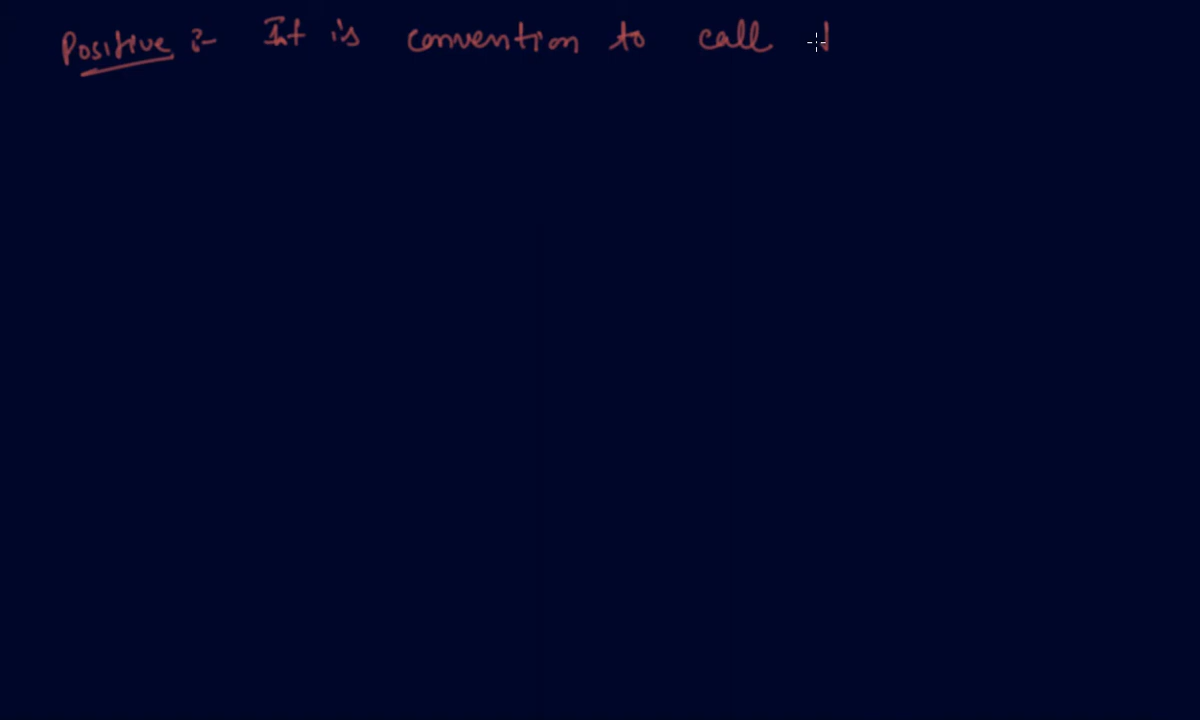 Positive :- It is convention to call